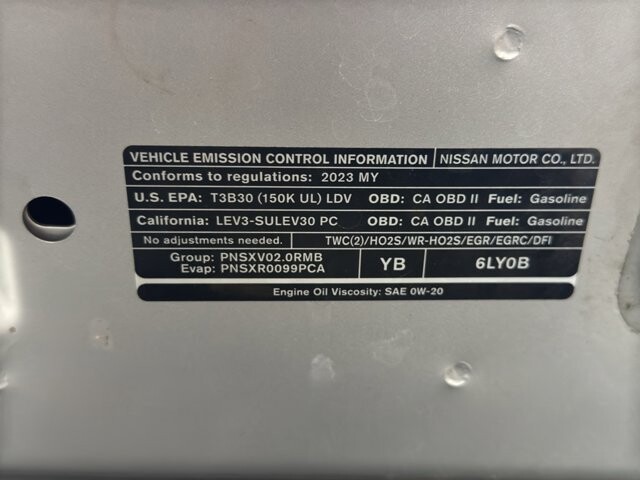 VEHICLE EMISSION CONTROL INFORMATION NISSAN MOTOR CO., LTD.
Conforms to regulations: 2023 MY
U.S. EPA: T3B30 (150K UL) LDV OBD: CA OBD II Fuel: Gasoline
California: LEV3-SULEV30 PC OBD: CA OBD II Fuel: Gasoline
No adjustments needed. TWC(2)/HO2S/WR-HO2S/EGR/EGRC/DFI
Group: PNSXV02.0RMB
Evap: PNSXR0099PCA
YB 6LY0B
Engine Oil Viscosity: SAE 0W-20